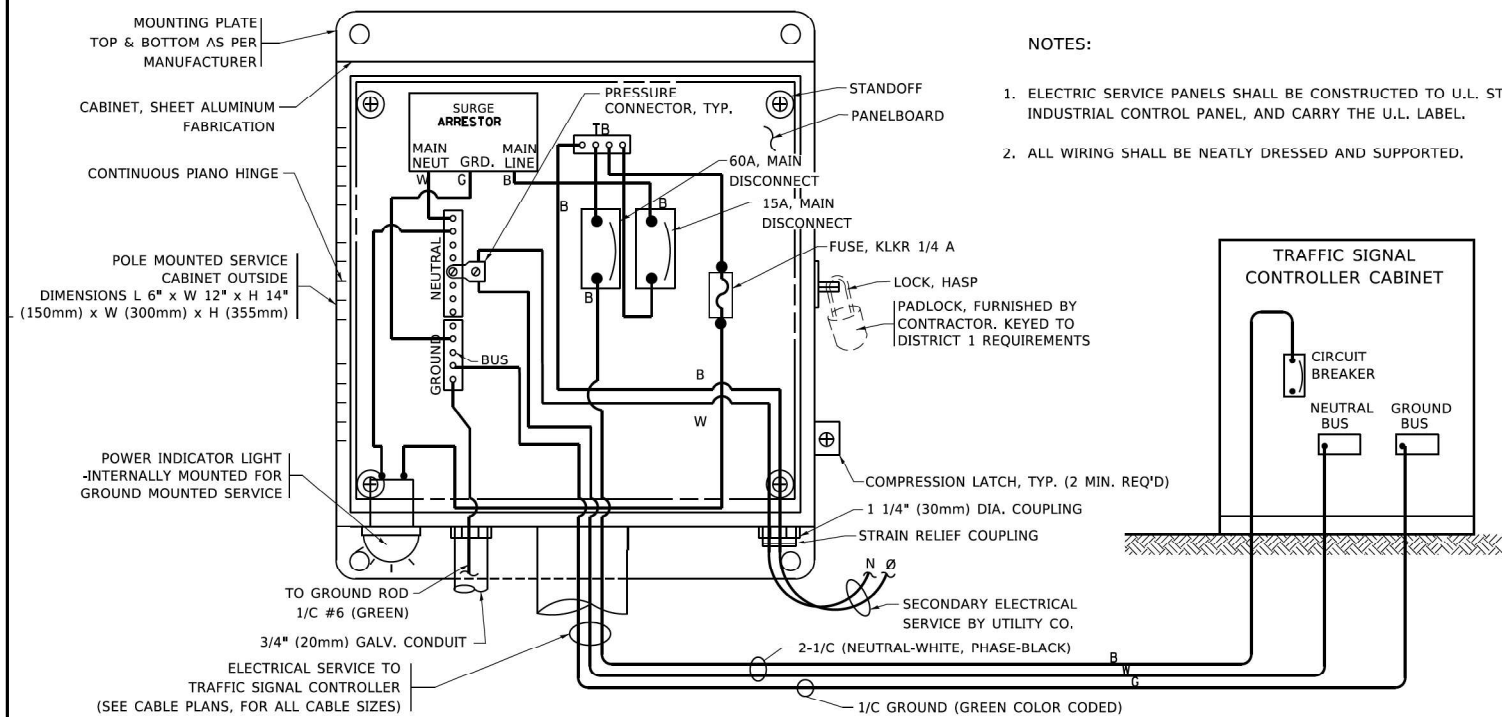 MOUNTING PLATE
TOP & BOTTOM AS PER
MANUFACTURER
CABINET, SHEET ALUMINUM
FABRICATION
CONTINUOUS PIANO HINGE
POLE MOUNTED SERVICE
CABINET OUTSIDE
DIMENSIONS L 6" x W 12" x H 14"
L (150mm) x W (300mm) x H (355mm)
POWER INDICATOR LIGHT
-INTERNALLY MOUNTED FOR
GROUND MOUNTED SERVICE
TO GROUND ROD
1/C #6 (GREEN)
3/4" (20mm) GALV. CONDUIT
ELECTRICAL SERVICE TO
TRAFFIC SIGNAL CONTROLLER
(SEE CABLE PLANS, FOR ALL CABLE SIZES)
SURGE
ARRESTOR
MAIN
NEUT
GRD.
MAIN
LINE
W
G
B
PRESSURE
CONNECTOR, TYP.
TB
B
B
B
NEUTRAL
GROUND
BUS
B
W
STANDOFF
PANELBOARD
60A, MAIN
DISCONNECT
15A, MAIN
DISCONNECT
FUSE, KLKR 1/4 A
LOCK, HASP
PADLOCK, FURNISHED BY
CONTRACTOR. KEYED TO
DISTRICT 1 REQUIREMENTS
COMPRESSION LATCH, TYP. (2 MIN. REQ'D)
1 1/4" (30mm) DIA. COUPLING
STRAIN RELIEF COUPLING
N Ø
SECONDARY ELECTRICAL
SERVICE BY UTILITY CO.
2-1/C (NEUTRAL-WHITE, PHASE-BLACK)
B
W
G
1/C GROUND (GREEN COLOR CODED)
NOTES:
1. ELECTRIC SERVICE PANELS SHALL BE CONSTRUCTED TO U.L.
INDUSTRIAL CONTROL PANEL, AND CARRY THE U.L. LABEL.
2. ALL WIRING SHALL BE NEATLY DRESSED AND SUPPORTED.
TRAFFIC SIGNAL
CONTROLLER CABINET
CIRCUIT
BREAKER
NEUTRAL
BUS
GROUND
BUS